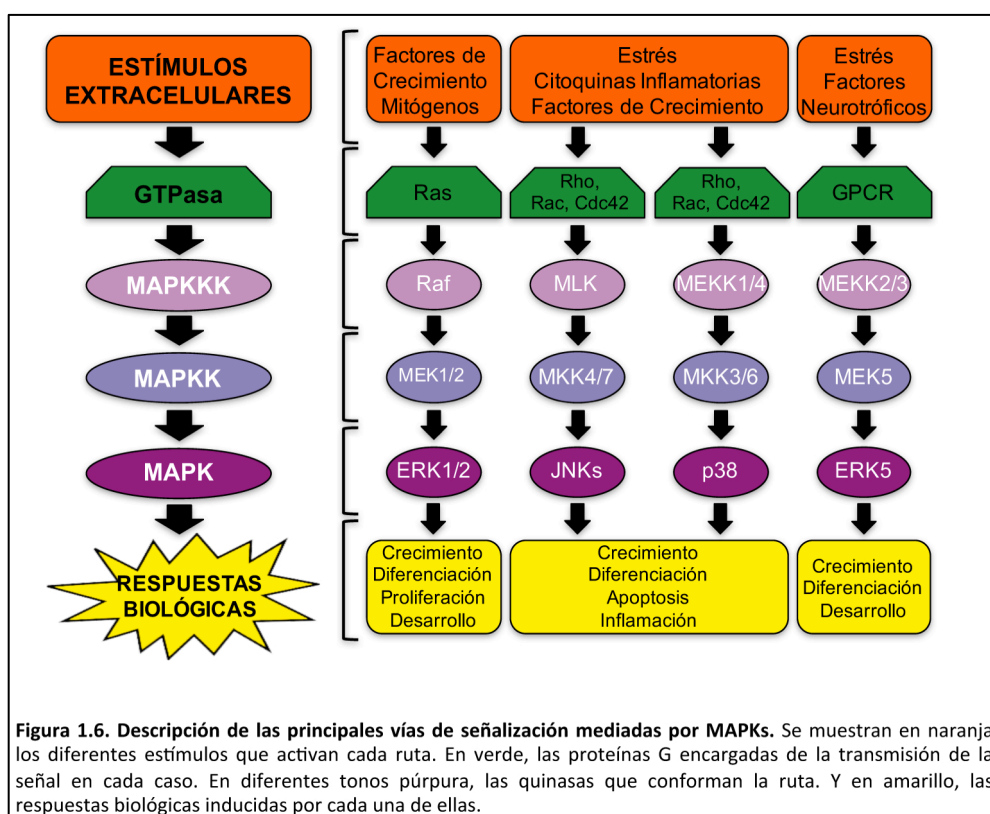 ESTÍMULOS
EXTRACELULARES
Factores de
Crecimiento
Mitógenos
Estrés
Citoquinas Inflamatorias
Factores de Crecimiento
Estrés
Factores
Neurotróficos
GTPasa
Ras
Rho,
Rac, Cdc42
Rho,
Rac, Cdc42
GPCR
MAPKKK
Raf
MLK
MEKK1/4
MEKK2/3
MAPKK
MEK1/2
MKK4/7
MKK3/6
MEK5
MAPK
ERK1/2
JNKs
p38
ERK5
RESPUESTAS
BIOLÓGICAS
Crecimiento
Diferenciación
Proliferación
Desarrollo
Crecimiento
Diferenciación
Apoptosis
Inflamación
Crecimiento
Diferenciación
Desarrollo
Figura 1.6. Descripción de las principales vías de señalización mediadas por MAPKs. Se muestran en naranja
los diferentes estímulos que activan cada ruta. En verde, las proteínas G encargadas de la transmisión de la
señal en cada caso. En diferentes tonos púrpura, las quinasas que conforman la ruta. Y en amarillo, las
respuestas biológicas inducidas por cada una de ellas.